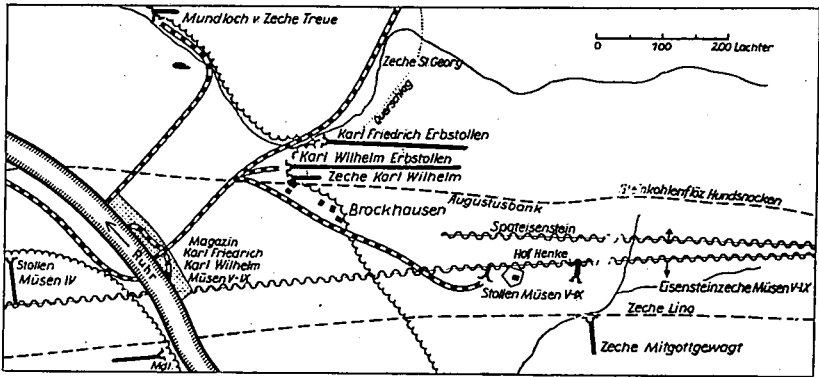 Mundloch v. Zeche Treue
0 100 200 Lachter
Zeche St. Georg
Querschlag
Karl Friedrich Erbstollen
Karl Wilhelm Erbstollen
Zeche Karl Wilhelm
Steinkohlenflöz Hundsnocken
Augustusbank
Brockhausen
Spateisenstein
Ruhr
Magazin
Karl Friedrich
Karl Wilhelm
Müsen V-IX
Hof Henke
Stollen
Müsen IV
Stollen Müsen V-IX
Eisensteinzeche Müsen V-IX
Zeche Lina
Zeche Mitgottgewagt
Mdl.